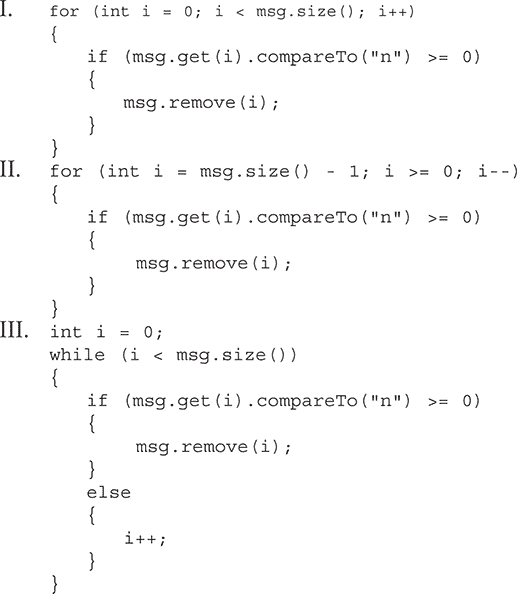 I. for (int i = 0; i < msg.size(); i++)
{
if (msg.get(i).compareTo("n") >= 0)
{
msg.remove(i);
}
}
II. for (int i = msg.size() - 1; i >= 0; i--)
{
if (msg.get(i).compareTo("n") >= 0)
{
msg.remove(i);
}
}
III. int i = 0;
while (i < msg.size())
{
if (msg.get(i).compareTo("n") >= 0)
{
msg.remove(i);
}
else
{
i++;
}
}